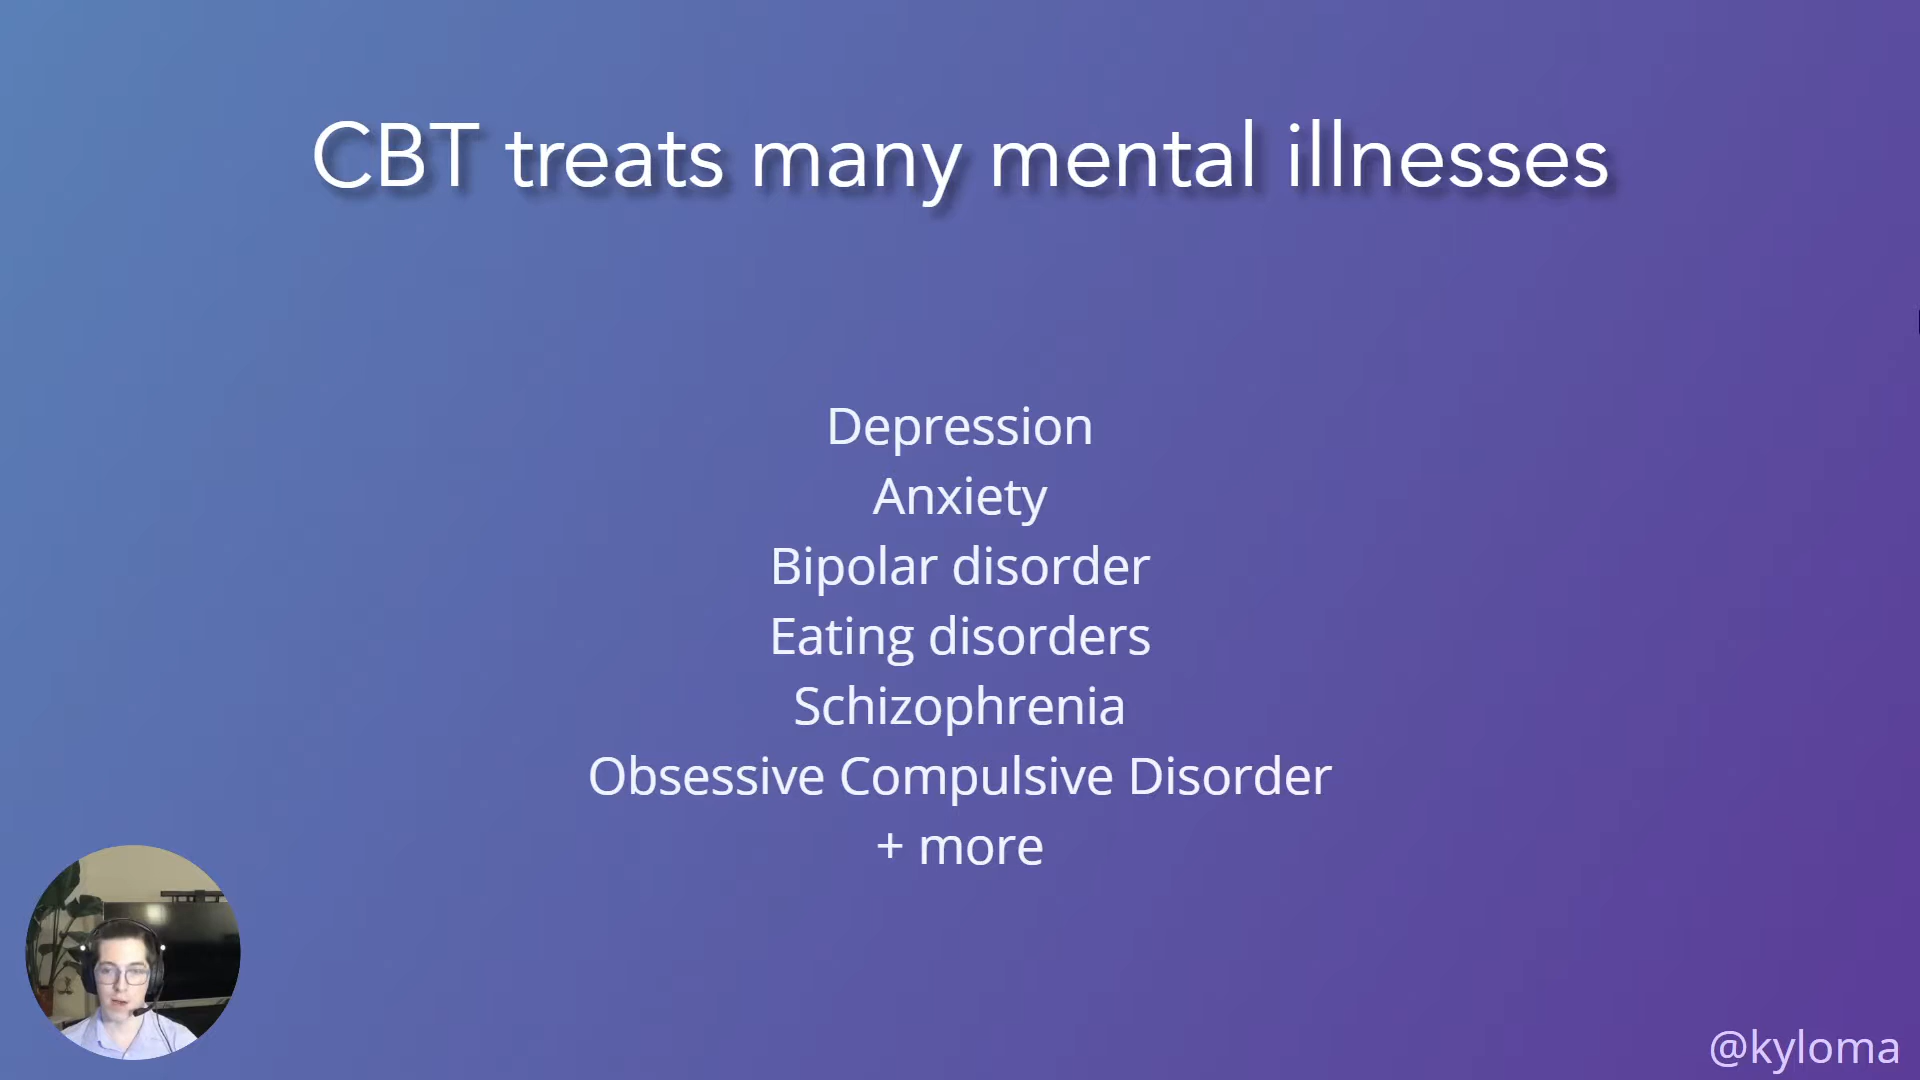 CBT treats many mental illnesses
Depression
Anxiety
Bipolar disorder
Eating disorders
Schizophrenia
Obsessive Compulsive Disorder
+ more
@kyloma